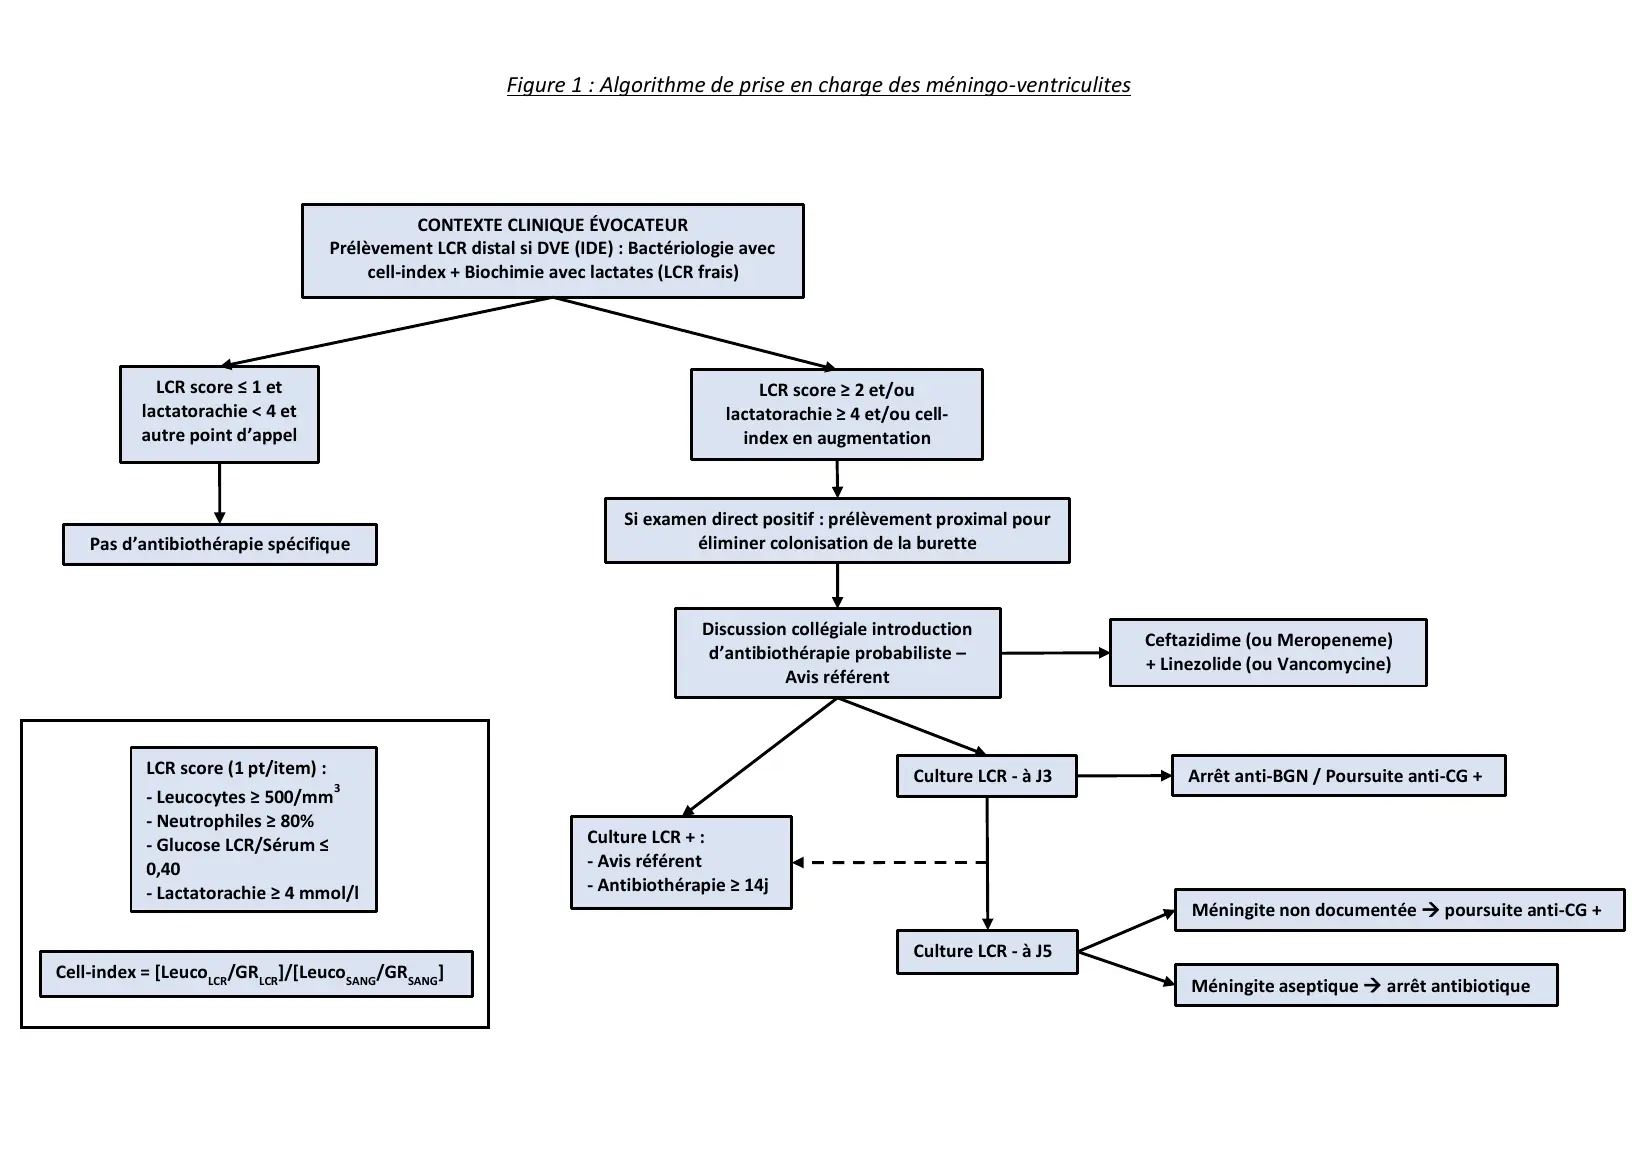 Figure 1 : Algorithme de prise en charge des méningo-ventriculites
CONTEXTE CLINIQUE ÉVOCATEUR
Prélèvement LCR distal si DVE (IDE) : Bactériologie avec
cell-index + Biochimie avec lactates (LCR frais)
LCR score ≤ 1 et
lactatorachie < 4 et
autre point d’appel
Pas d’antibiothérapie spécifique
LCR score ≥ 2 et/ou
lactatorachie ≥ 4 et/ou cell-
index en augmentation
Si examen direct positif : prélèvement proximal pour
éliminer colonisation de la burette
Discussion collégiale introduction
d’antibiothérapie probabiliste –
Avis référent
Ceftazidime (ou Meropeneme)
+ Linezolide (ou Vancomycine)
Culture LCR - à J3
Arrêt anti-BGN / Poursuite anti-CG +
Culture LCR + :
- Avis référent
- Antibiothérapie ≥ 14j
Culture LCR - à J5
Méningite non documentée → poursuite anti-CG +
Méningite aseptique → arrêt antibiotique
LCR score (1 pt/item) :
- Leucocytes ≥ 500/mm³
- Neutrophiles ≥ 80%
- Glucose LCR/Sérum ≤
0,40
- Lactatorachie ≥ 4 mmol/l
Cell-index = [LeucoLCR/GRLCR]/[LeucoSANG/GRSANG]